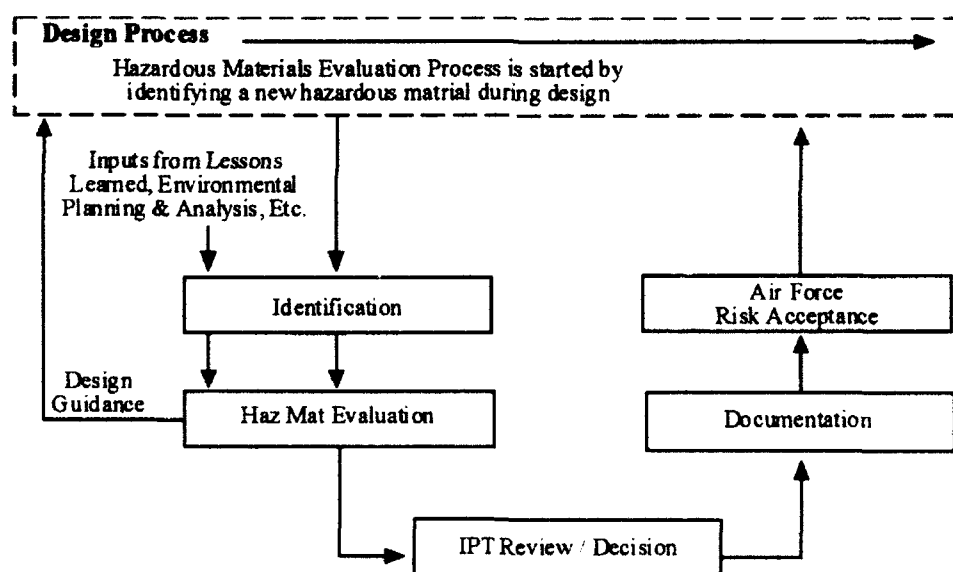 Design Process
Hazardous Materials Evaluation Process is started by
identifying a new hazardous matrial during design
Inputs from Lessons
Learned, Environmental
Planning & Analysis, Etc.
Identification
Air Force
Risk Acceptance
Design
Guidance
Haz Mat Evaluation
Documentation
IPT Review / Decision